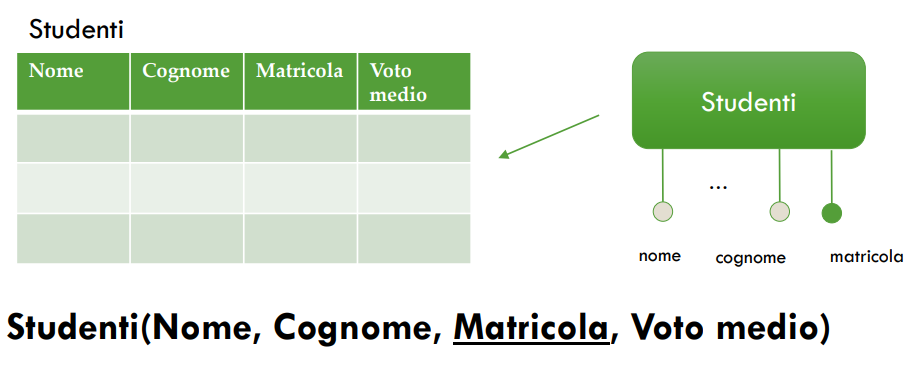 Studenti
Nome Cognome Matricola Voto medio
Studenti
...
nome cognome matricola
Studenti(Nome, Cognome, Matricola, Voto medio)